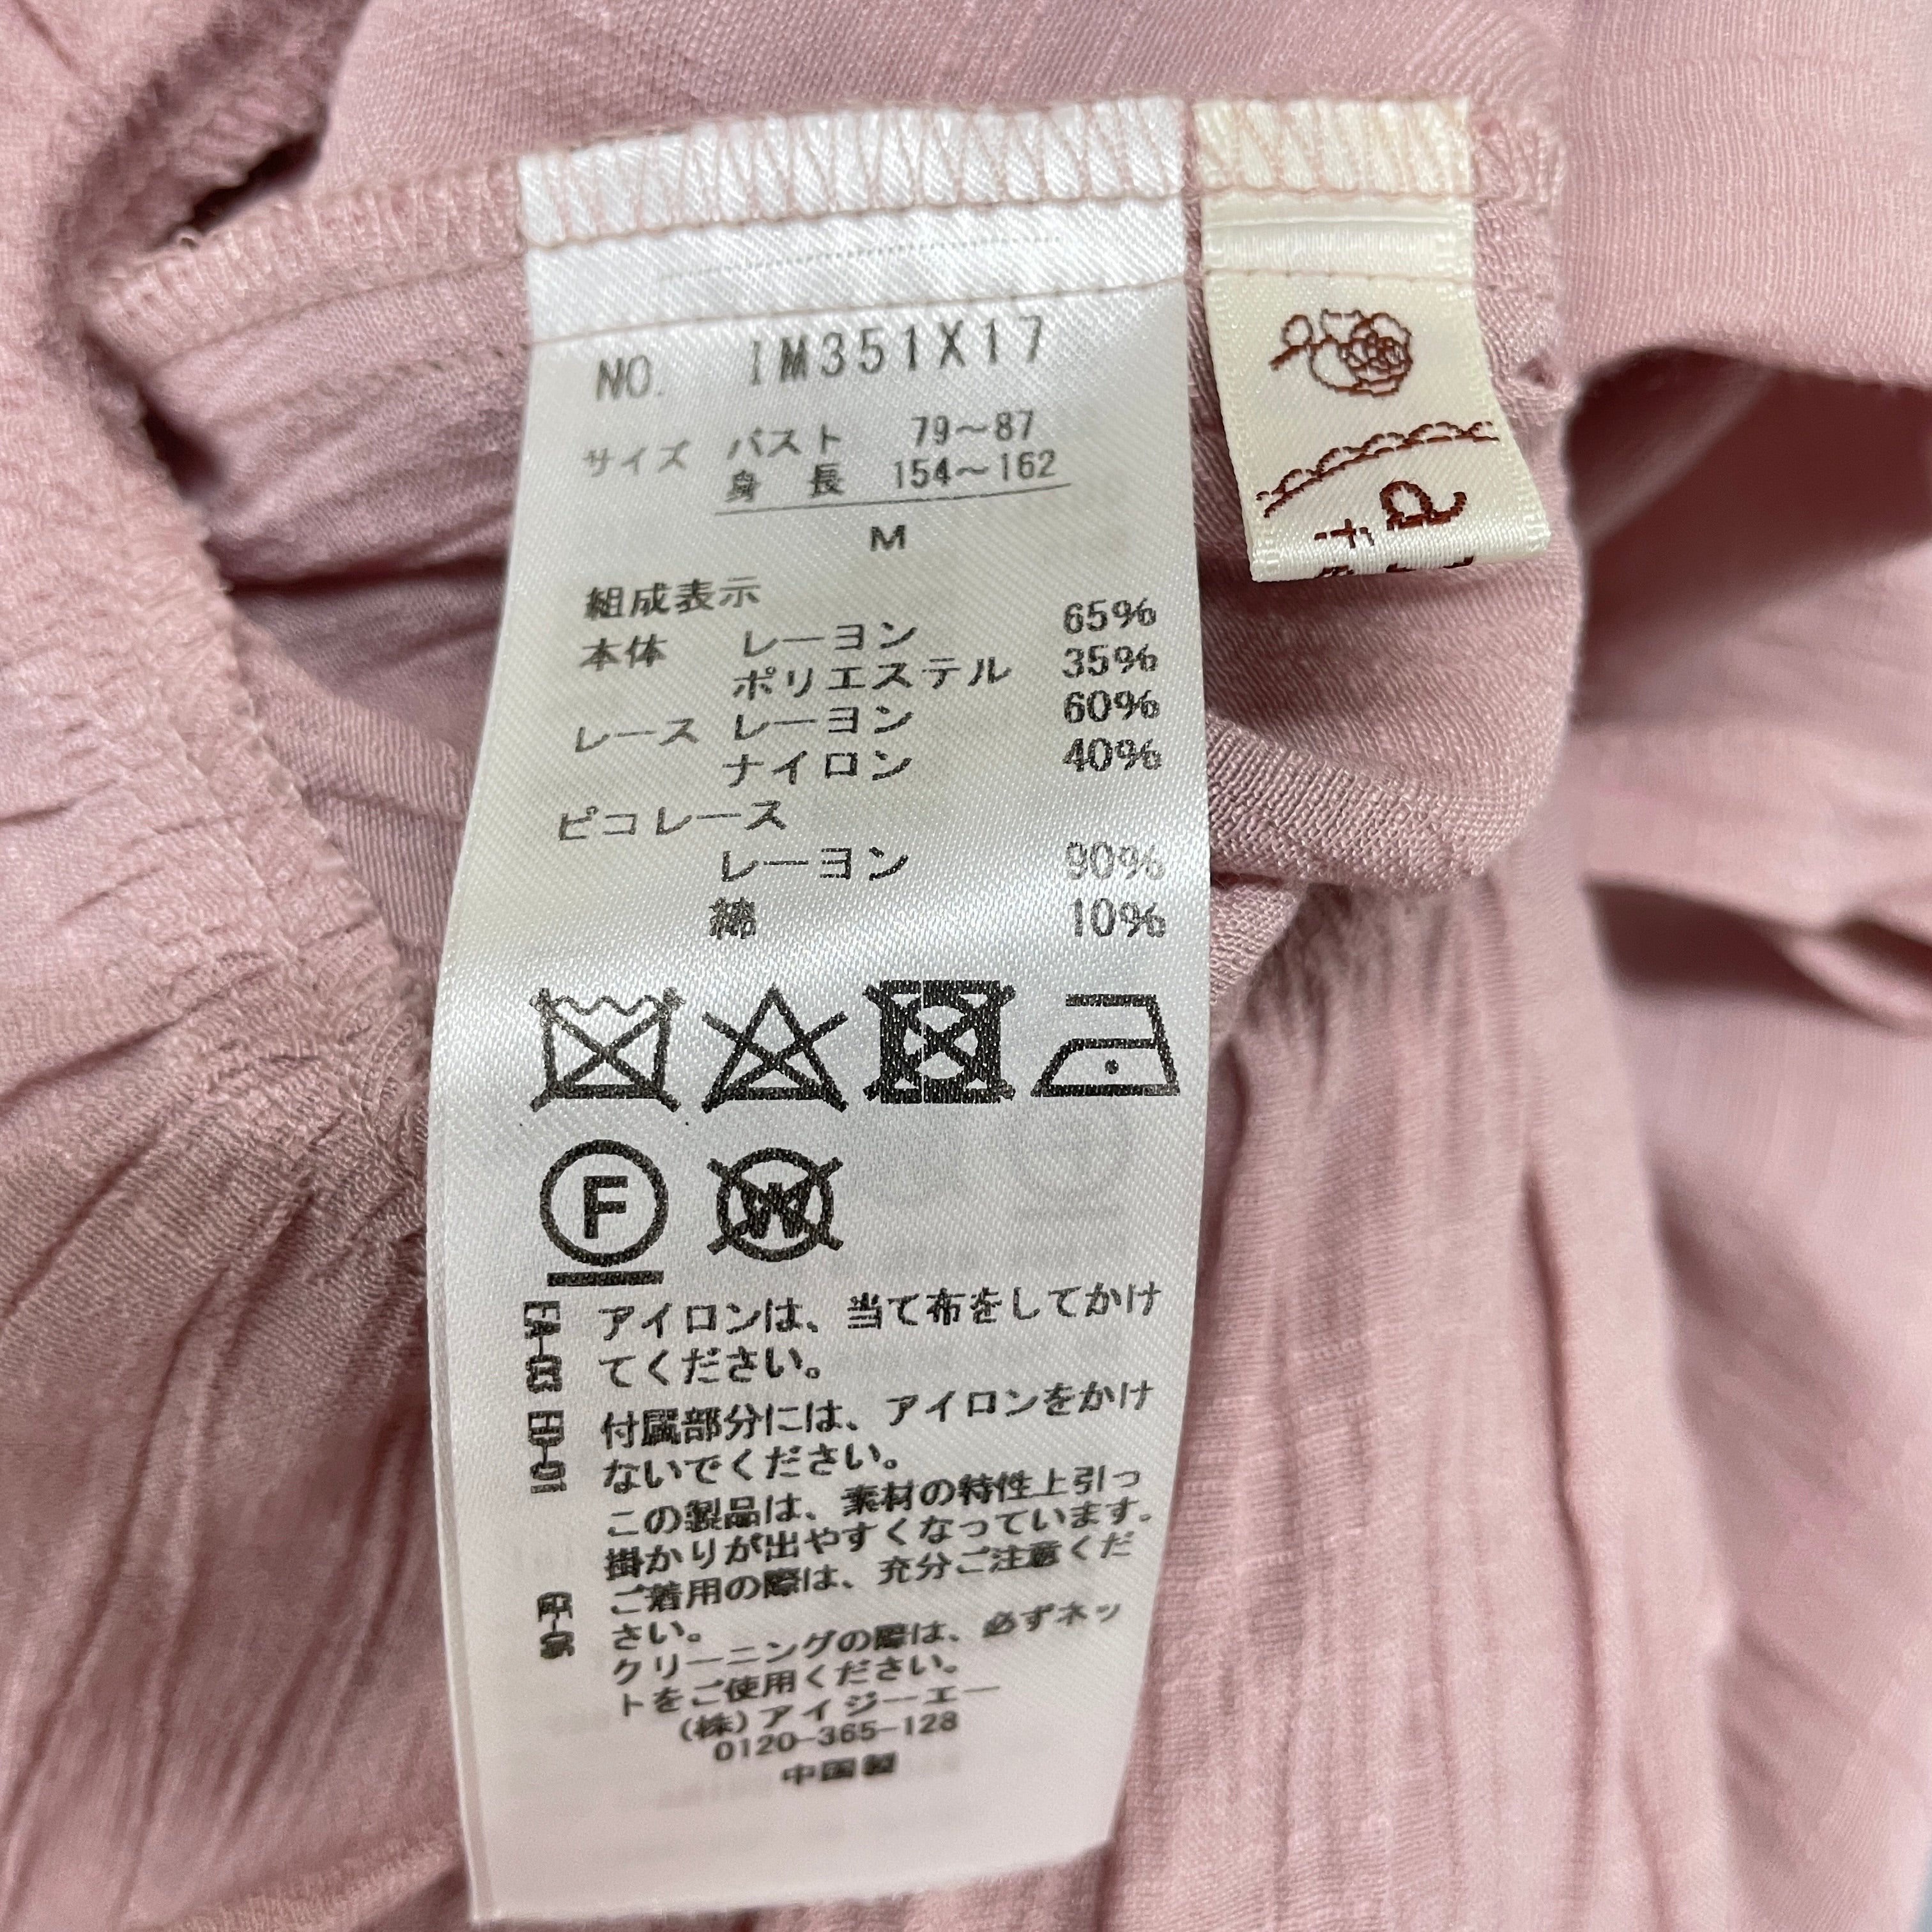 NO. IM351X17
サイズ バスト 79～87
身 長 154～162
M
組成表示
本体 レーヨン 65%
ポリエステル 35%
レース レーヨン 60%
ナイロン 40%
ピコレース
レーヨン 90%
綿 10%
F
W
アイロンは、当て布をしてかけ
てください。
付属部分には、アイロンをかけ
ないでください。
この製品は、素材の特性上引っ
掛かりが出やすくなっています。
ご着用の際は、充分ご注意くだ
さい。
クリーニングの際は、必ずネッ
トをご使用ください。
(株)アイジーエー
0120-365-128
中国製